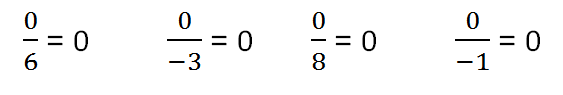 0/6 = 0   0/−3 = 0   0/8 = 0   0/−1 = 0